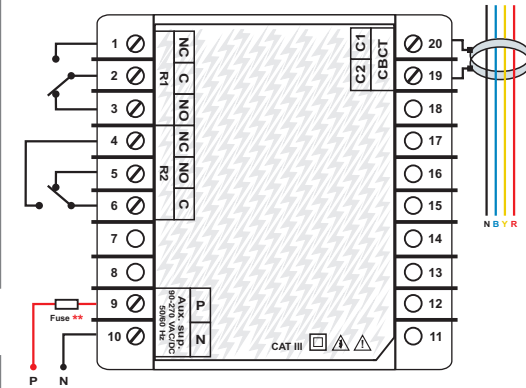 1
2
3
4
5
6
7
8
9
10
NC
C
NO
R1
NC
NO
C
R2
Aux. sup.
90-270 VAC/DC
50/60 Hz
P
N
C1
C2
CBCT
20
19
18
17
16
15
14
13
12
11
CAT III
Fuse **
P N
N B Y R